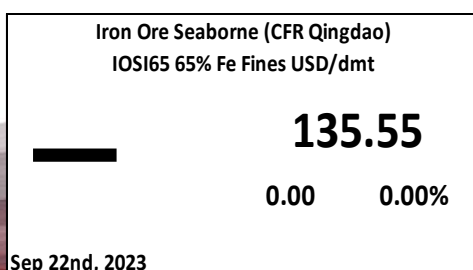 Iron Ore Seaborne (CFR Qingdao)
IOSI65 65% Fe Fines USD/dmt
135.55
0.00 0.00%
Sep 22nd, 2023